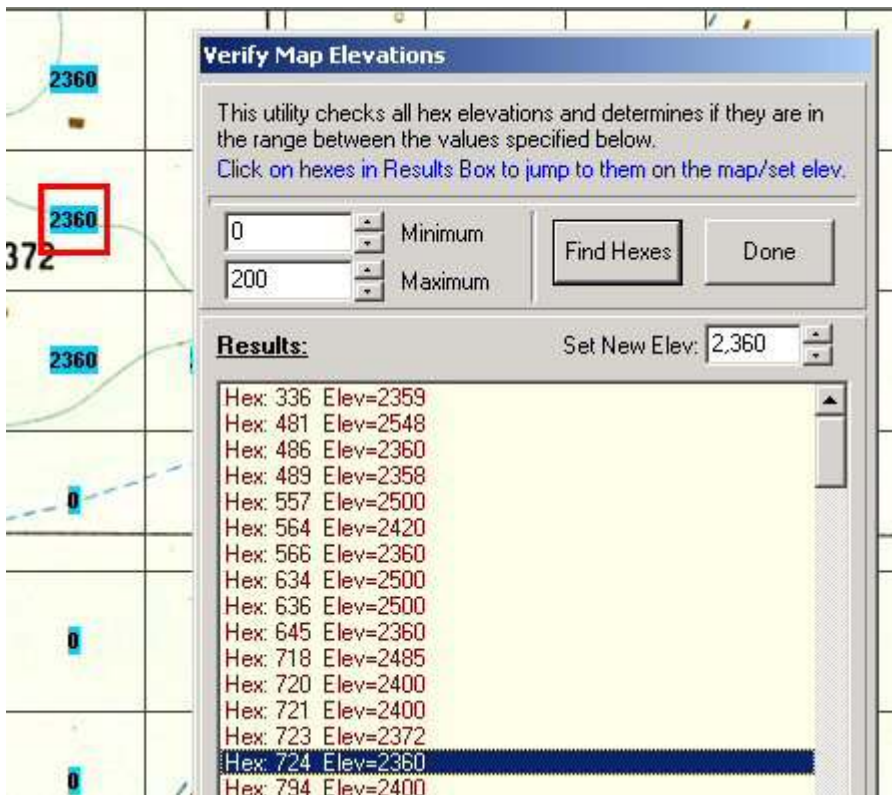 2360
2360
372
2360
0
0
0
Verify Map Elevations
This utility checks all hex elevations and determines if they are in
the range between the values specified below.
Click on hexes in Results Box to jump to them on the map/set elev.
0 Minimum
200 Maximum
Find Hexes Done
Results: Set New Elev: 2,360
Hex: 336 Elev=2359
Hex: 481 Elev=2548
Hex: 486 Elev=2360
Hex: 489 Elev=2358
Hex: 557 Elev=2500
Hex: 564 Elev=2420
Hex: 566 Elev=2360
Hex: 634 Elev=2500
Hex: 636 Elev=2500
Hex: 645 Elev=2360
Hex: 718 Elev=2485
Hex: 720 Elev=2400
Hex: 721 Elev=2400
Hex: 723 Elev=2372
Hex: 724 Elev=2360
Hex: 794 Elev=2400